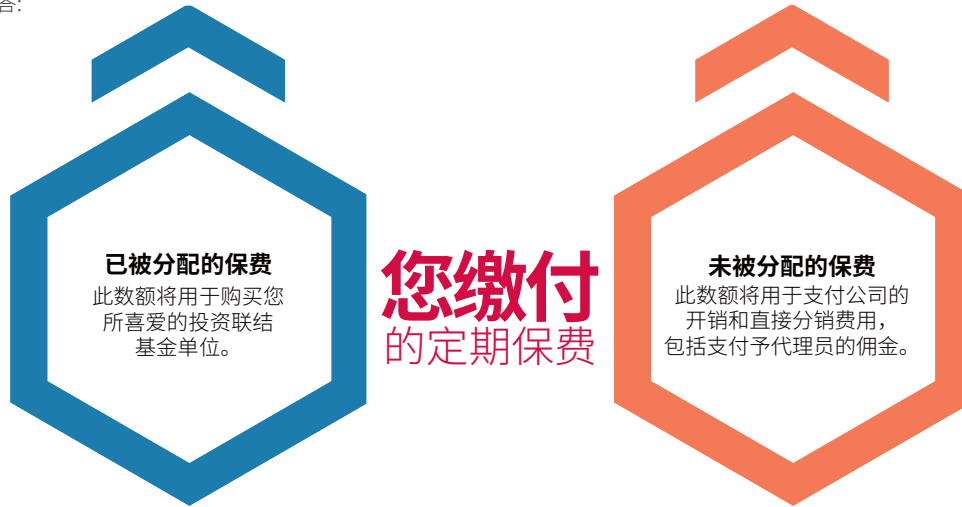 答:
已被分配的保费
此数额将用于购买您
所喜爱的投资联结
基金单位。
您缴付
的定期保费
未被分配的保费
此数额将用于支付公司的
开销和直接分销费用，
包括支付予代理员的佣金。